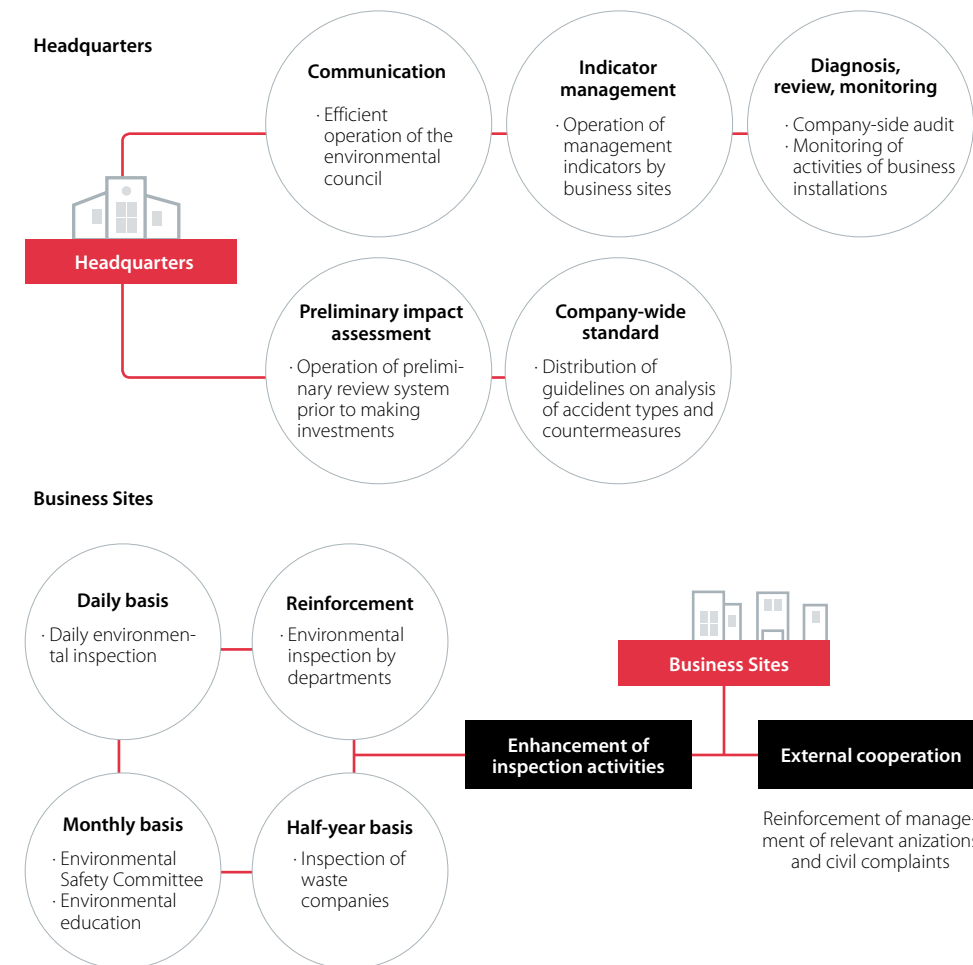 Headquarters
Communication
· Efficient
operation of the
environmental
council
Indicator
management
· Operation of
management
indicators by
business sites
Diagnosis,
review, monitoring
· Company-side audit
· Monitoring of
activities of business
installations
Headquarters
Preliminary impact
assessment
· Operation of prelimi-
nary review system
prior to making
investments
Company-wide
standard
· Distribution of
guidelines on analysis
of accident types and
countermeasures
Business Sites
Daily basis
· Daily environmen-
tal inspection
Reinforcement
· Environmental
inspection by
departments
Business Sites
Enhancement of
inspection activities
External cooperation
Reinforcement of manage-
ment of relevant anizations
and civil complaints
Monthly basis
· Environmental
Safety Committee
· Environmental
education
Half-year basis
· Inspection of
waste
companies